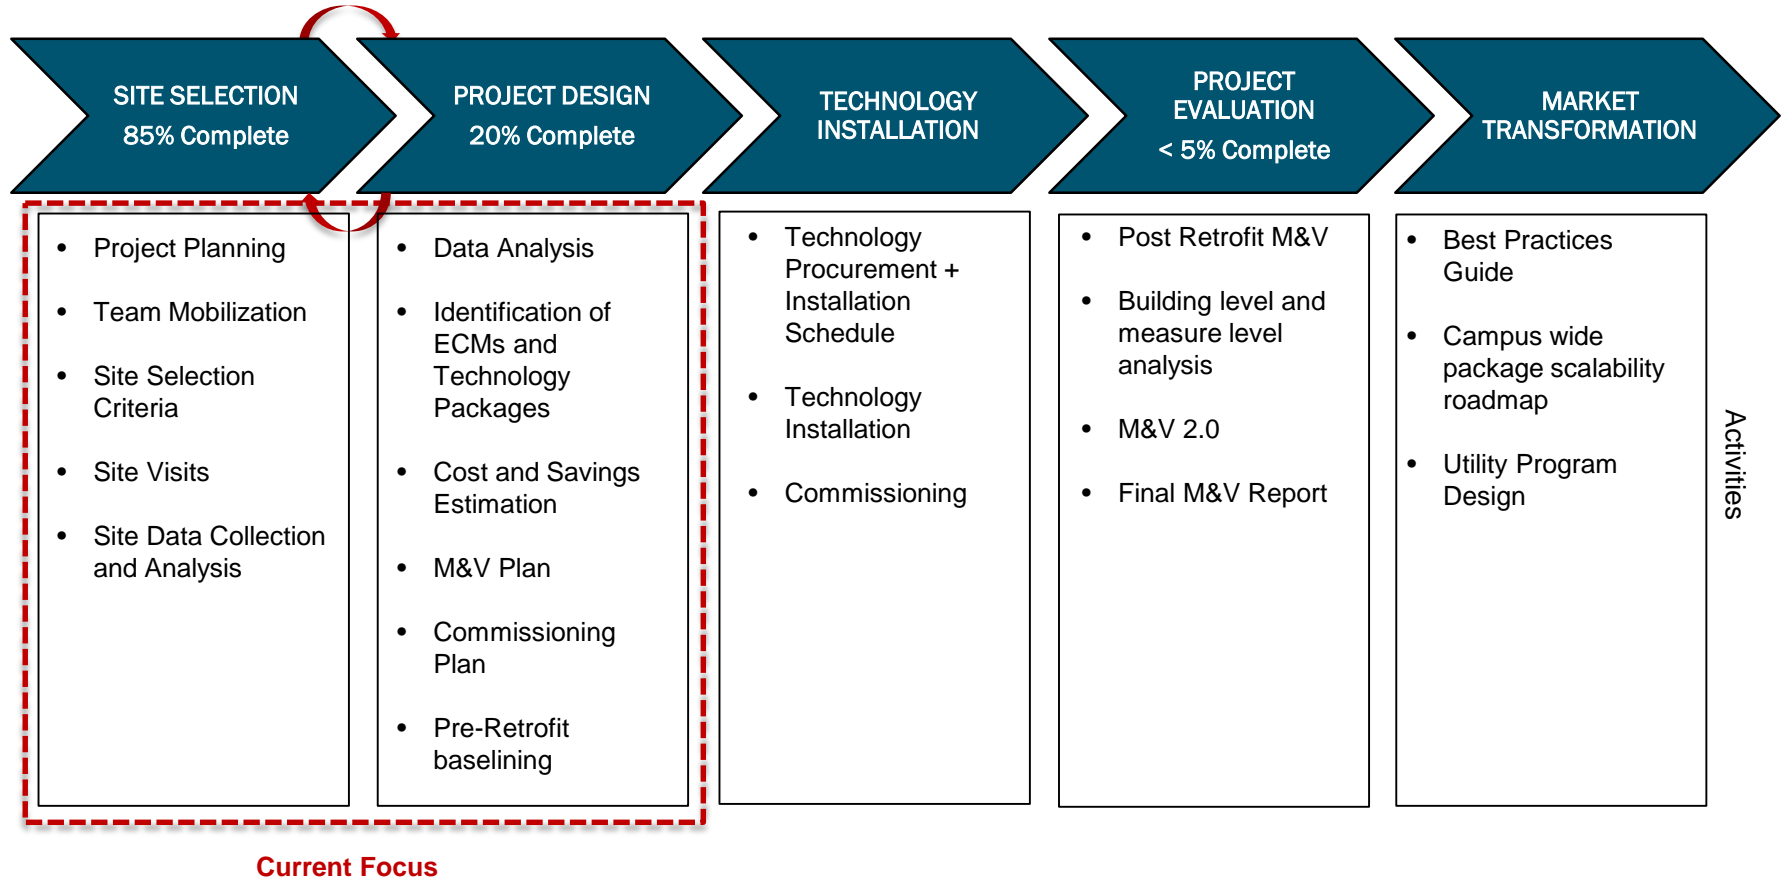 SITE SELECTION
85% Complete
PROJECT DESIGN
20% Complete
TECHNOLOGY
INSTALLATION
PROJECT
EVALUATION
< 5% Complete
MARKET
TRANSFORMATION
• Project Planning
• Team Mobilization
• Site Selection
Criteria
• Site Visits
• Site Data Collection
and Analysis
• Data Analysis
• Identification of
ECMs and
Technology
Packages
• Cost and Savings
Estimation
• M&V Plan
• Commissioning
Plan
• Pre-Retrofit
baselining
• Technology
Procurement +
Installation
Schedule
• Technology
Installation
• Commissioning
• Post Retrofit M&V
• Building level and
measure level
analysis
• M&V 2.0
• Final M&V Report
• Best Practices
Guide
• Campus wide
package scalability
roadmap
• Utility Program
Design
Activities
Current Focus